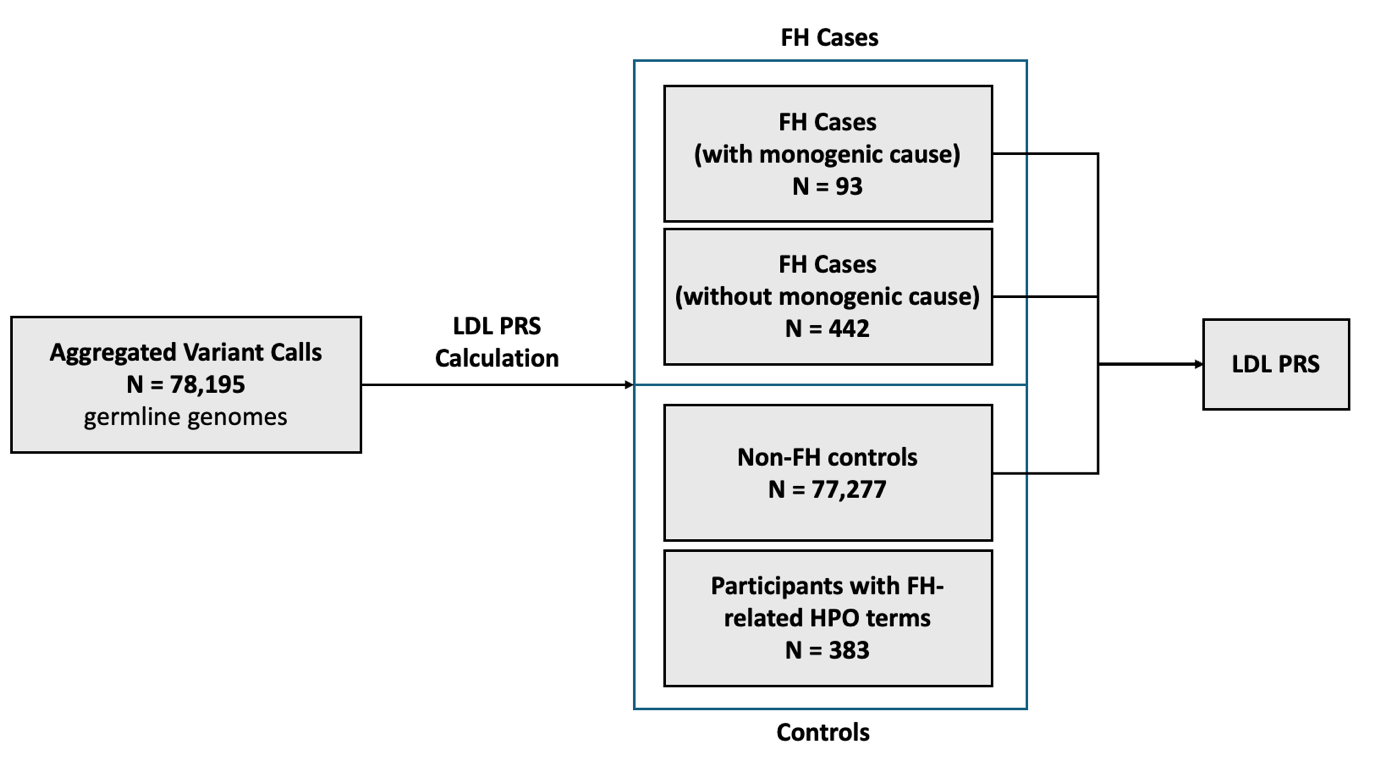 FH Cases
FH Cases
(with monogenic cause)
N = 93
FH Cases
(without monogenic cause)
N = 442
Aggregated Variant Calls
N = 78,195
germline genomes
LDL PRS
Calculation
Non-FH controls
N = 77,277
Participants with FH-
related HPO terms
N = 383
Controls
LDL PRS